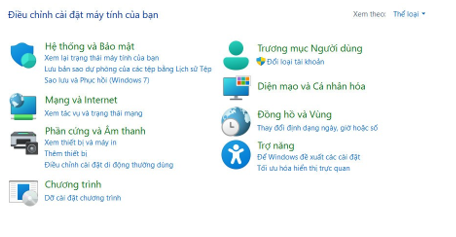 Điều chỉnh cài đặt máy tính của bạn
Xem theo: Thể loại
Hệ thống và Bảo mật
Xem lại trạng thái máy tính của bạn
Lưu bản sao dự phòng của các tệp bằng Lịch sử Tệp
Sao lưu và Phục hồi (Windows 7)
Mạng và Internet
Xem tác vụ và trạng thái mạng
Phần cứng và Âm thanh
Xem thiết bị và máy in
Thêm thiết bị
Điều chỉnh cài đặt di động thường dùng
Chương trình
Dỡ cài đặt chương trình
Trương mục Người dùng
Đổi loại tài khoản
Diện mạo và Cá nhân hóa
Đồng hồ và Vùng
Thay đổi định dạng ngày, giờ hoặc số
Trợ năng
Để Windows đề xuất các cài đặt
Tối ưu hóa hiển thị trực quan